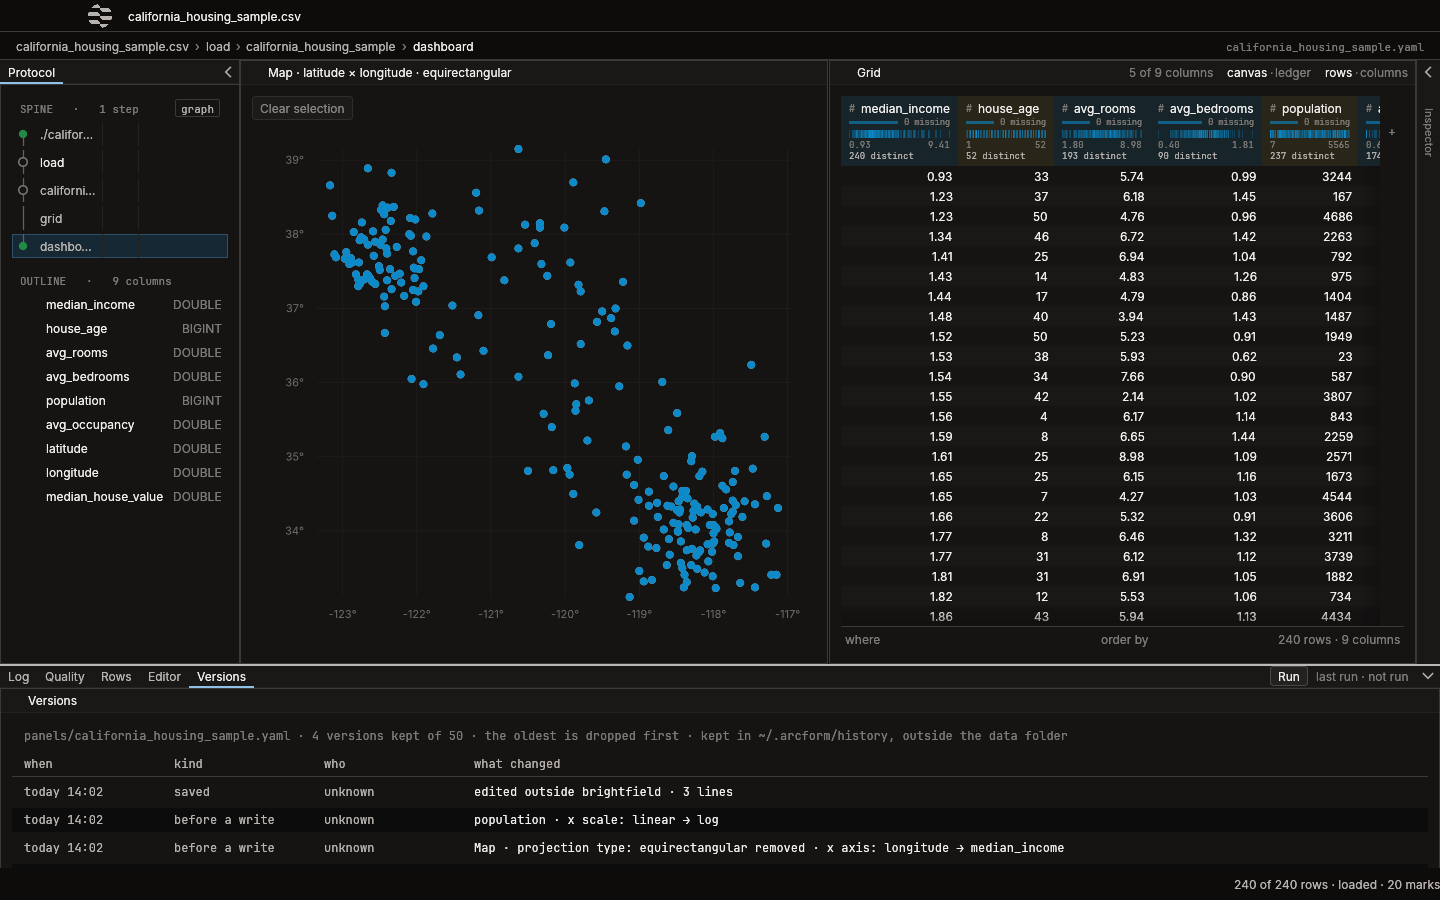 california_housing_sample.csv
california_housing_sample.csv › load › california_housing_sample › dashboard
california_housing_sample.yaml
Protocol
SPINE · 1 step
graph
./califor...
load
californi...
grid
dashbo...
OUTLINE · 9 columns
median_income DOUBLE
house_age BIGINT
avg_rooms DOUBLE
avg_bedrooms DOUBLE
population BIGINT
avg_occupancy DOUBLE
latitude DOUBLE
longitude DOUBLE
median_house_value DOUBLE
Map · latitude × longitude · equirectangular
Clear selection
39°
38°
37°
36°
35°
34°
-123° -122° -121° -120° -119° -118° -117°
Grid
5 of 9 columns canvas · ledger rows · columns
# median_income # house_age # avg_rooms # avg_bedrooms # population # a
0 missing 0 missing 0 missing 0 missing 0 missing
0.93 9.41 1 52 1.80 8.98 0.40 1.81 7 5565 0.6
240 distinct 52 distinct 193 distinct 90 distinct 237 distinct 174
+
0.93 33 5.74 0.99 3244
1.23 37 6.18 1.45 167
1.23 50 4.76 0.96 4686
1.34 46 6.72 1.42 2263
1.41 25 6.94 1.04 792
1.43 14 4.83 1.26 975
1.44 17 4.79 0.86 1404
1.48 40 3.94 1.43 1487
1.52 50 5.23 0.91 1949
1.53 38 5.93 0.62 23
1.54 34 7.66 0.90 587
1.55 42 2.14 1.02 3807
1.56 4 6.17 1.14 843
1.59 8 6.65 1.44 2259
1.61 25 8.98 1.09 2571
1.65 25 6.15 1.16 1673
1.65 7 4.27 1.03 4544
1.66 22 5.32 0.91 3606
1.77 8 6.46 1.32 3211
1.77 31 6.12 1.12 3739
1.81 31 6.91 1.05 1882
1.82 12 5.53 1.06 734
1.86 43 5.94 1.13 4434
where order by 240 rows · 9 columns
Inspector
Log Quality Rows Editor Versions
Run last run · not run
Versions
panels/california_housing_sample.yaml · 4 versions kept of 50 · the oldest is dropped first · kept in ~/.arcform/history, outside the data folder
when kind who what changed
today 14:02 saved unknown edited outside brightfield · 3 lines
today 14:02 before a write unknown population · x scale: linear → log
today 14:02 before a write unknown Map · projection type: equirectangular removed · x axis: longitude → median_income
240 of 240 rows · loaded · 20 marks